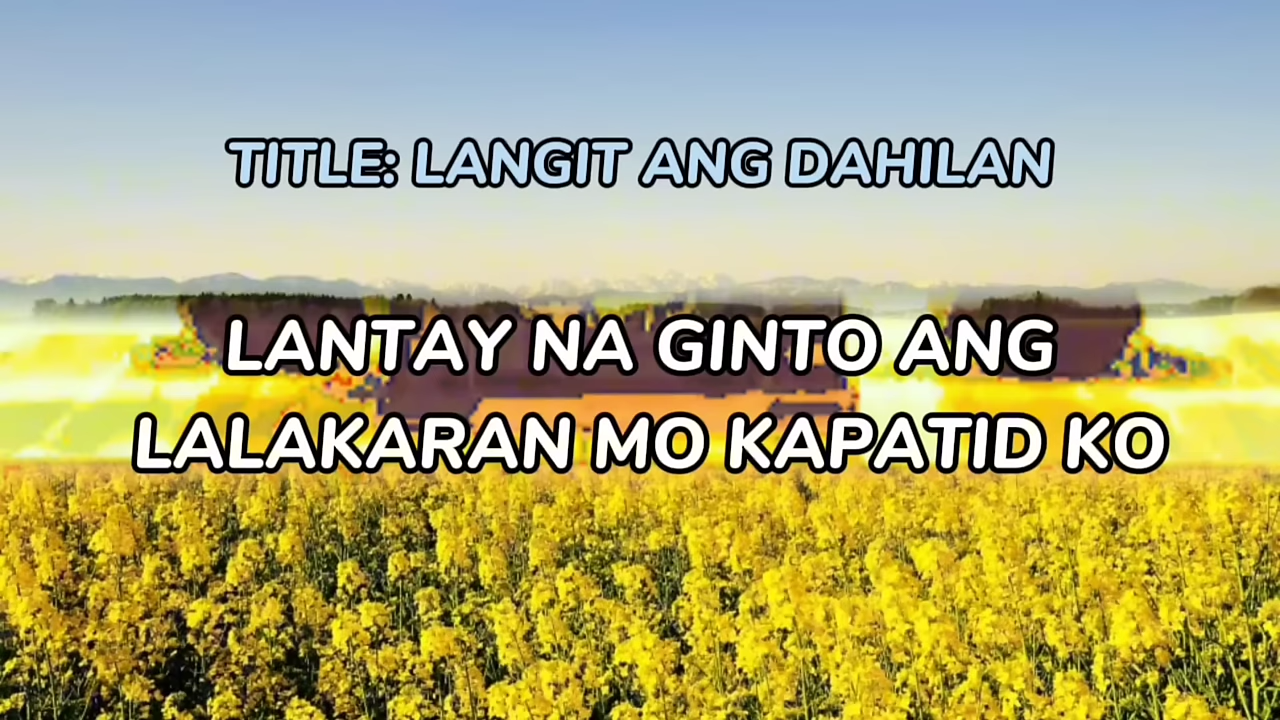 TITLE: LANGIT ANG DAHILAN
LANTAY NA GINTO ANG
LALAKARAN MO KAPATID KO